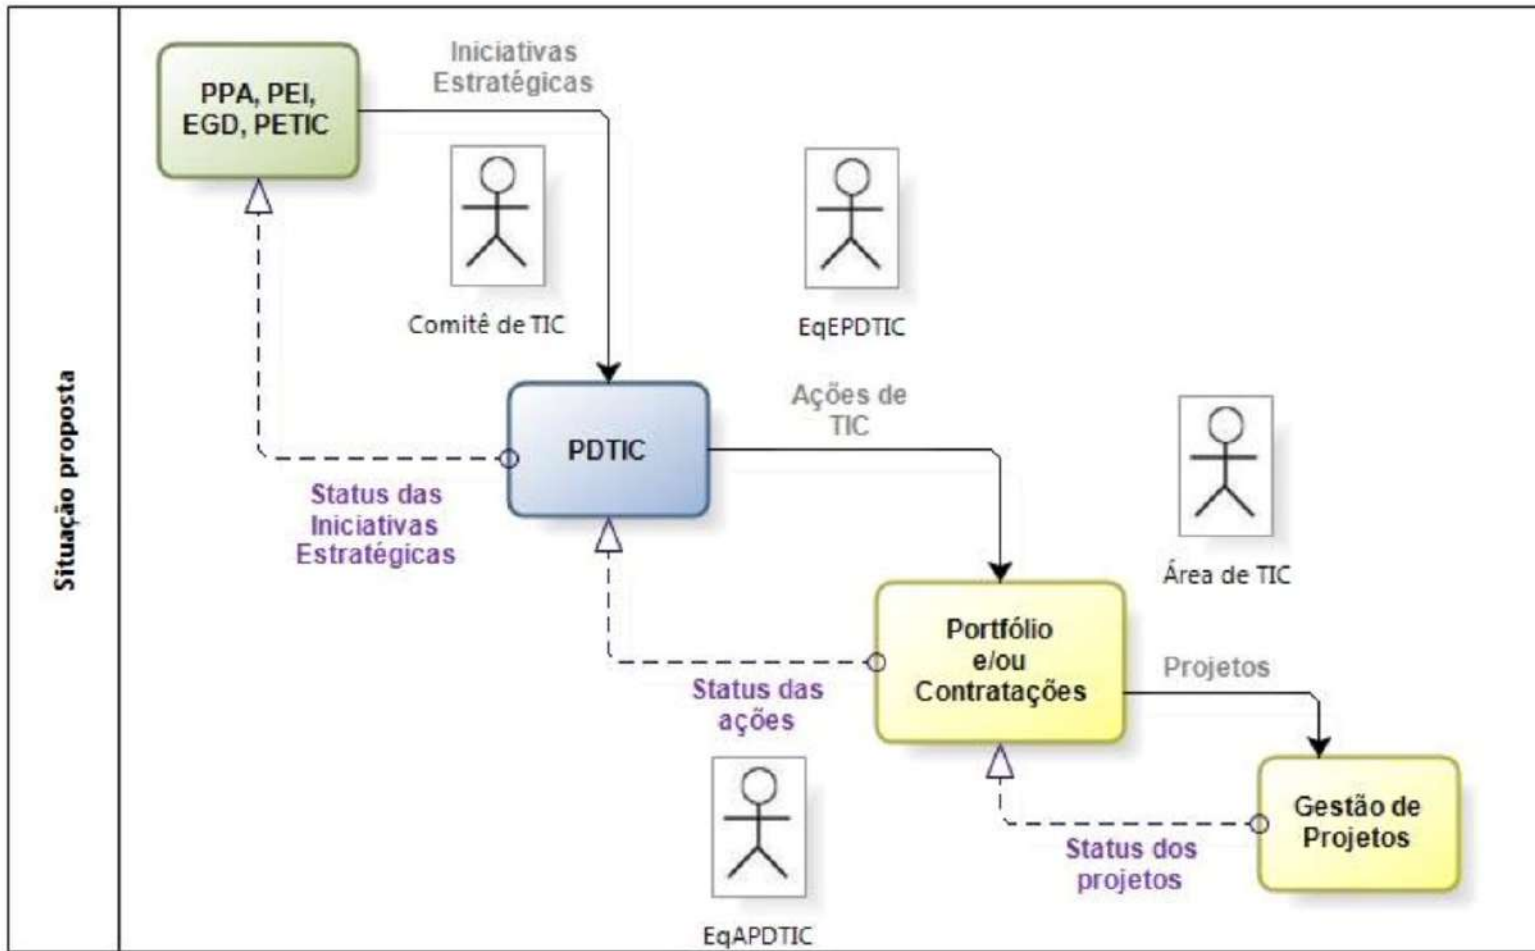 Situação proposta
PPA, PEI,
EGD, PETIC
Iniciativas
Estratégicas
Comitê de TIC
EqEPDTIC
PDTIC
Ações de
TIC
Status das
Iniciativas
Estratégicas
Área de TIC
Portfólio
e/ou
Contratações
Projetos
Status das
ações
EqAPDTIC
Gestão de
Projetos
Status dos
projetos